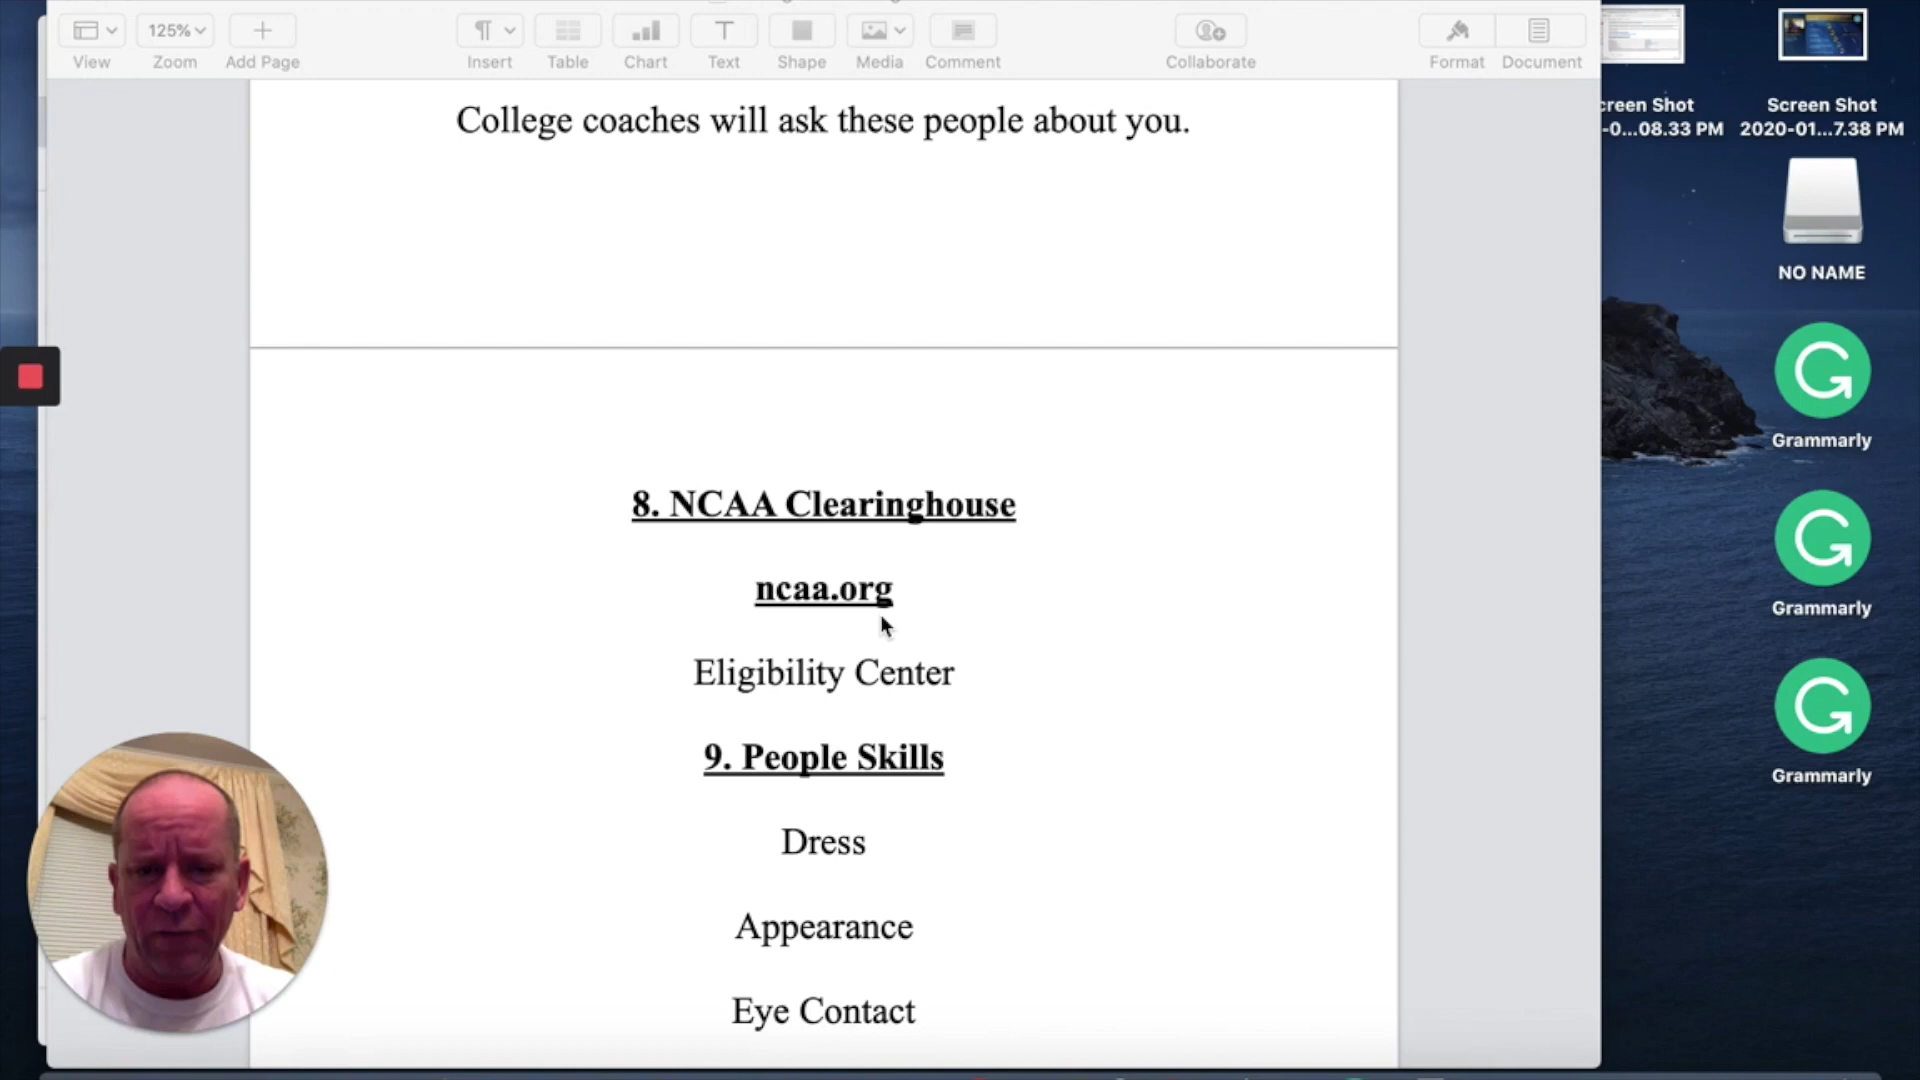 125%
View
Zoom
Add Page
Insert
Table
Chart
Text
Shape
Media
Comment
Collaborate
Format
Document
College coaches will ask these people about you.
8. NCAA Clearinghouse
ncaa.org
Eligibility Center
9. People Skills
Dress
Appearance
Eye Contact
creen Shot
-0...08.33 PM
Screen Shot
2020-01...7.38 PM
NO NAME
Grammarly
Grammarly
Grammarly